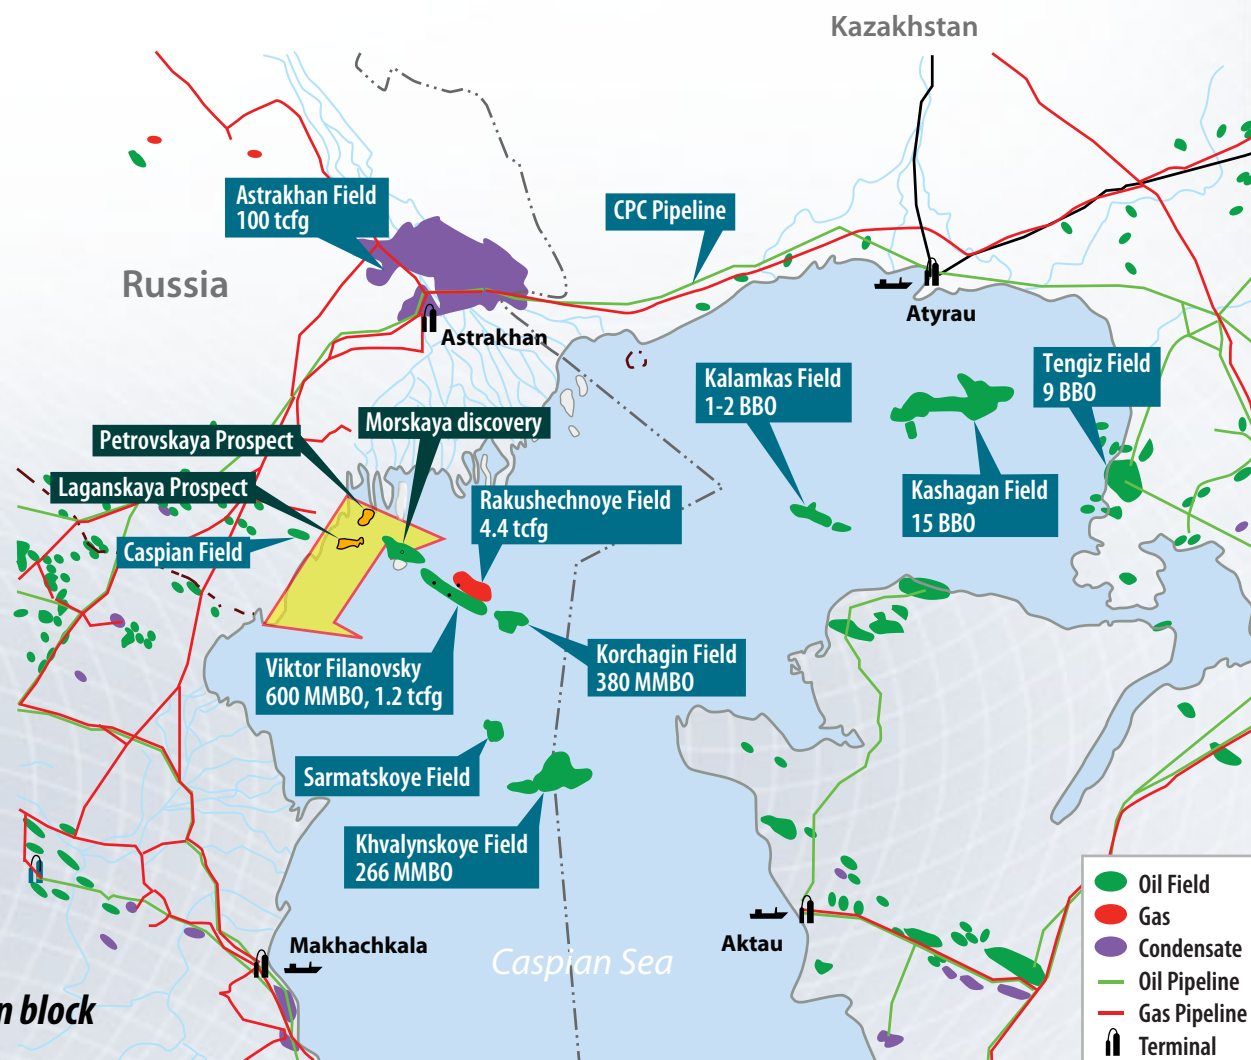 Kazakhstan
Astrakhan Field
100 tcfg
CPC Pipeline
Russia
Atyrau
Astrakhan
Kalamkas Field
1-2 BBO
Tengiz Field
9 BBO
Morskaya discovery
Petrovskaya Prospect
Laganskaya Prospect
Rakushechnoye Field
4.4 tcfg
Kashagan Field
15 BBO
Caspian Field
Viktor Filanovsky
600 MMBO, 1.2 tcfg
Korchagin Field
380 MMBO
Sarmatskoye Field
Khvalynskoye Field
266 MMBO
Makhachkala
Caspian Sea
Aktau
n block
Oil Field
Gas
Condensate
Oil Pipeline
Gas Pipeline
Terminal